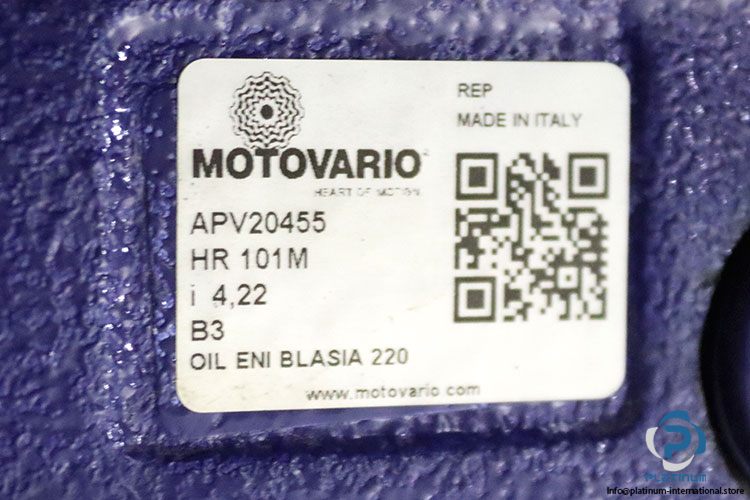 MOTOVARIO
HEART OF MOTION
REP
MADE IN ITALY
APV20455
HR 101M
i 4,22
B3
OIL ENI BLASIA 220
www.motovario.com
PLATINUM
Info@platinum-international.store